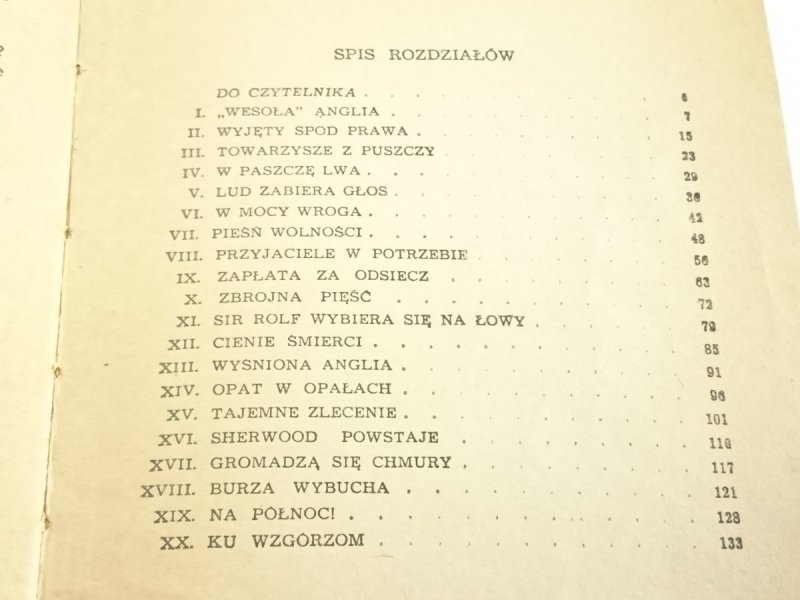 SPIS ROZDZIAŁÓW
DO CZYTELNIKA . . . . . . . . . . 5
I. „WESOŁA” ANGLIA . . . . . . . . . 7
II. WYJĘTY SPOD PRAWA . . . . . . . . 15
III. TOWARZYSZE Z PUSZCZY . . . . . . . 23
IV. W PASZCZĘ LWA . . . . . . . . . 29
V. LUD ZABIERA GŁOS . . . . . . . . 36
VI. W MOCY WROGA . . . . . . . . . 42
VII. PIEŚŃ WOLNOŚCI . . . . . . . . . 48
VIII. PRZYJACIELE W POTRZEBIE . . . . . . 56
IX. ZAPŁATA ZA ODSIECZ . . . . . . . 63
X. ZBROJNA PIĘŚĆ . . . . . . . . . 72
XI. SIR ROLF WYBIERA SIĘ NA ŁOWY . . . . . 79
XII. CIENIE ŚMIERCI . . . . . . . . . 85
XIII. WYSNIONA ANGLIA . . . . . . . . 91
XIV. OPAT W OPAŁACH . . . . . . . . 96
XV. TAJEMNE ZLECENIE . . . . . . . . 101
XVI. SHERWOOD POWSTAJE . . . . . . . 110
XVII. GROMADZĄ SIĘ CHMURY . . . . . . . 117
XVIII. BURZA WYBUCHA . . . . . . . . 121
XIX. NA PÓŁNOC! . . . . . . . . . 128
XX. KU WZGÓRZOM . . . . . . . . . 133